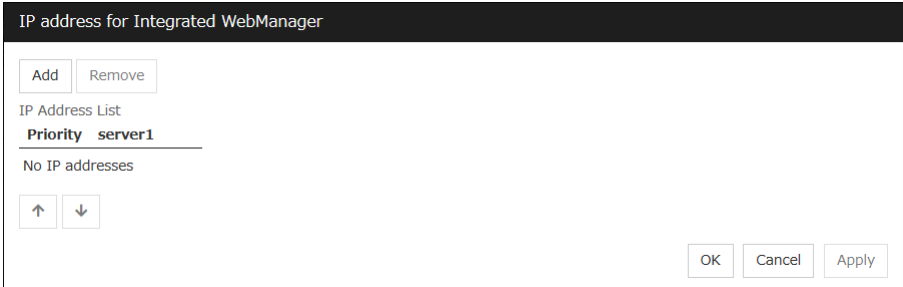 IP address for Integrated WebManager
Add Remove
IP Address List
Priority server1
No IP addresses
OK Cancel Apply